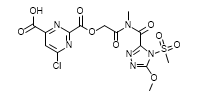 O OH
N O O O O
O N N S
N O N O
Cl N-N
O